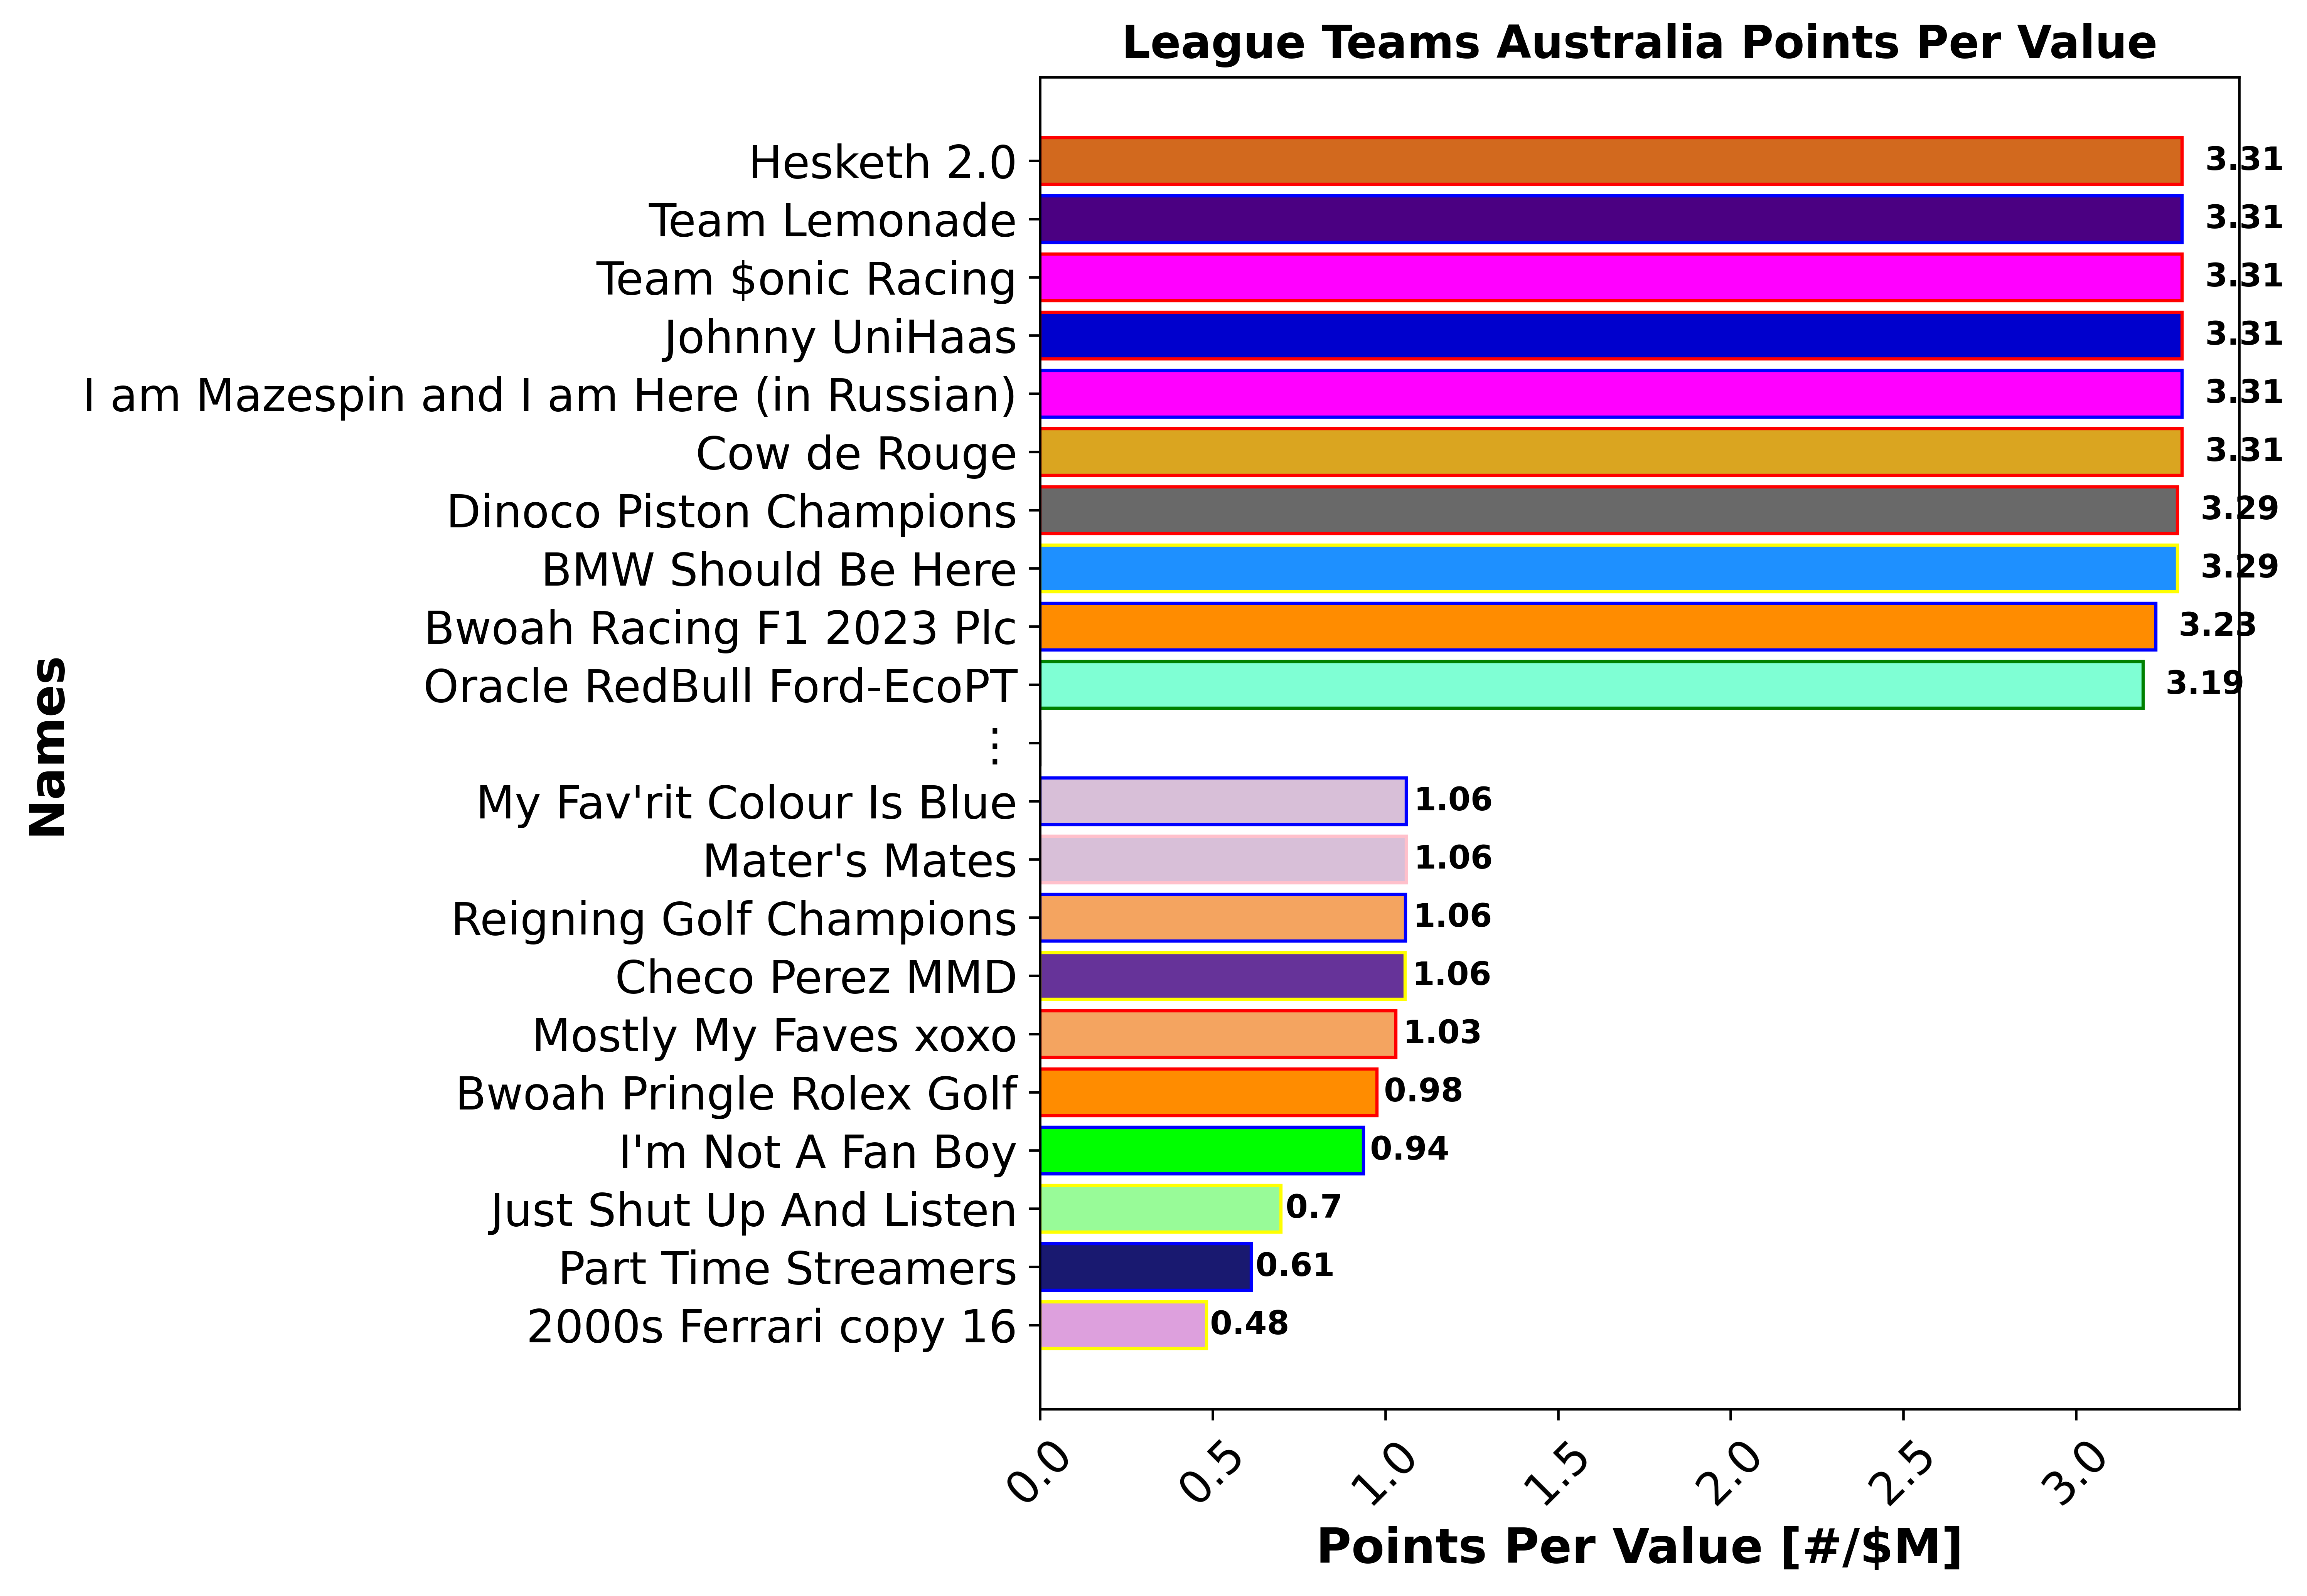 League Teams Australia Points Per Value
Hesketh 2.0 3.31
Team Lemonade 3.31
Team $onic Racing 3.31
Johnny UniHaas 3.31
I am Mazespin and I am Here (in Russian) 3.31
Cow de Rouge 3.31
Dinoco Piston Champions 3.29
BMW Should Be Here 3.29
Bwoah Racing F1 2023 Plc 3.23
Oracle RedBull Ford-EcoPT 3.19
⋮
My Fav'rit Colour Is Blue 1.06
Mater's Mates 1.06
Reigning Golf Champions 1.06
Checo Perez MMD 1.06
Mostly My Faves xoxo 1.03
Bwoah Pringle Rolex Golf 0.98
I'm Not A Fan Boy 0.94
Just Shut Up And Listen 0.7
Part Time Streamers 0.61
2000s Ferrari copy 16 0.48
Names
0.0 0.5 1.0 1.5 2.0 2.5 3.0
Points Per Value [#/$M]